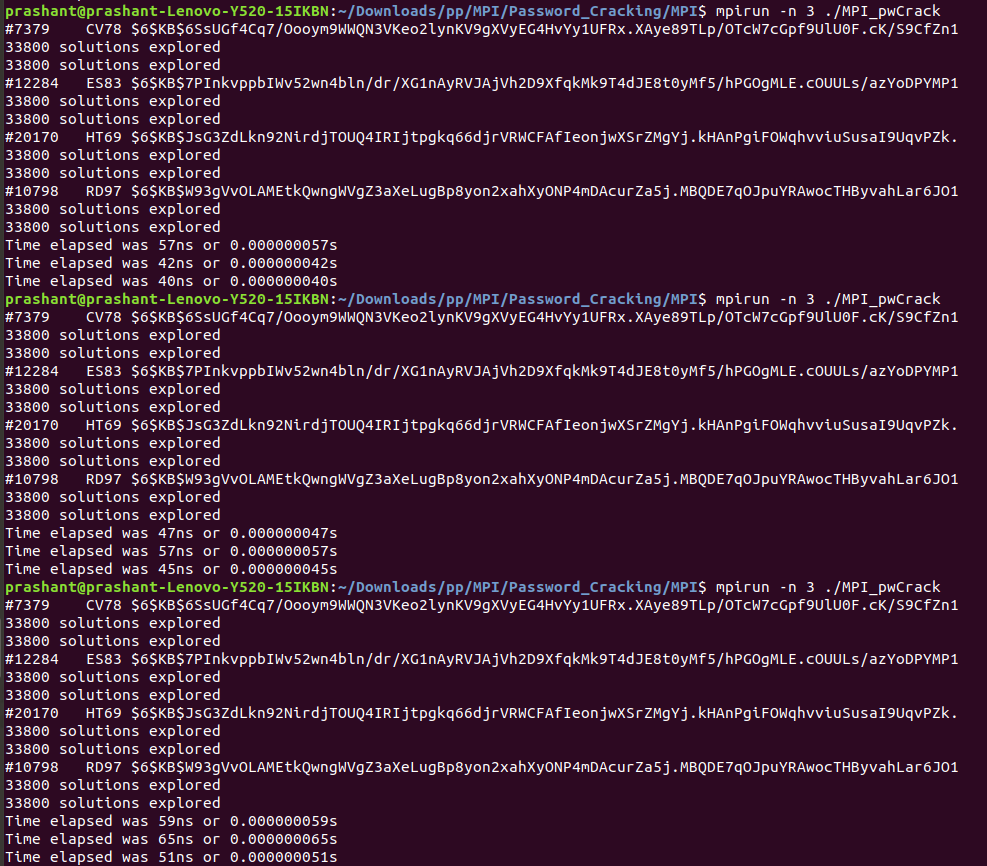 prashant@prashant-Lenovo-Y520-15IKBN:~/Downloads/pp/MPI/Password_Cracking/MPI$ mpirun -n 3 ./MPI_pwCrack
#7379    CV78 $6$KB$6SsUGf4Cq7/Oooym9WWQN3VKeo2lynKV9gXVyEG4HvYy1UFRx.XAye89TLp/OTcW7cGpf9UlU0F.cK/S9CfZn1
33800 solutions explored
33800 solutions explored
#12284   ES83 $6$KB$7PInkvppbIWv52wn4bln/dr/XG1nAyRVJAjVh2D9XfqkMk9T4dJE8t0yMf5/hPGOgMLE.cOUULs/azYoDPYMP1
33800 solutions explored
33800 solutions explored
#20170   HT69 $6$KB$JsG3ZdLkn92NirdjTOUQ4IRIjtpgkq66djrVRWCFAfIeonjwXSrZMgYj.kHAnPgiFOWqhvviuSusaI9UqvPZk.
33800 solutions explored
33800 solutions explored
#10798   RD97 $6$KB$W93gVvOLAMEtkQwngWVgZ3aXeLugBp8yon2xahXyONP4mDAcurZa5j.MBQDE7qOJpuYRAwocTHByvahLar6JO1
33800 solutions explored
33800 solutions explored
Time elapsed was 57ns or 0.000000057s
Time elapsed was 42ns or 0.000000042s
Time elapsed was 40ns or 0.000000040s
prashant@prashant-Lenovo-Y520-15IKBN:~/Downloads/pp/MPI/Password_Cracking/MPI$ mpirun -n 3 ./MPI_pwCrack
#7379    CV78 $6$KB$6SsUGf4Cq7/Oooym9WWQN3VKeo2lynKV9gXVyEG4HvYy1UFRx.XAye89TLp/OTcW7cGpf9UlU0F.cK/S9CfZn1
33800 solutions explored
33800 solutions explored
#12284   ES83 $6$KB$7PInkvppbIWv52wn4bln/dr/XG1nAyRVJAjVh2D9XfqkMk9T4dJE8t0yMf5/hPGOgMLE.cOUULs/azYoDPYMP1
33800 solutions explored
33800 solutions explored
#20170   HT69 $6$KB$JsG3ZdLkn92NirdjTOUQ4IRIjtpgkq66djrVRWCFAfIeonjwXSrZMgYj.kHAnPgiFOWqhvviuSusaI9UqvPZk.
33800 solutions explored
33800 solutions explored
#10798   RD97 $6$KB$W93gVvOLAMEtkQwngWVgZ3aXeLugBp8yon2xahXyONP4mDAcurZa5j.MBQDE7qOJpuYRAwocTHByvahLar6JO1
33800 solutions explored
33800 solutions explored
Time elapsed was 47ns or 0.000000047s
Time elapsed was 57ns or 0.000000057s
Time elapsed was 45ns or 0.000000045s
prashant@prashant-Lenovo-Y520-15IKBN:~/Downloads/pp/MPI/Password_Cracking/MPI$ mpirun -n 3 ./MPI_pwCrack
#7379    CV78 $6$KB$6SsUGf4Cq7/Oooym9WWQN3VKeo2lynKV9gXVyEG4HvYy1UFRx.XAye89TLp/OTcW7cGpf9UlU0F.cK/S9CfZn1
33800 solutions explored
33800 solutions explored
#12284   ES83 $6$KB$7PInkvppbIWv52wn4bln/dr/XG1nAyRVJAjVh2D9XfqkMk9T4dJE8t0yMf5/hPGOgMLE.cOUULs/azYoDPYMP1
33800 solutions explored
33800 solutions explored
#20170   HT69 $6$KB$JsG3ZdLkn92NirdjTOUQ4IRIjtpgkq66djrVRWCFAfIeonjwXSrZMgYj.kHAnPgiFOWqhvviuSusaI9UqvPZk.
33800 solutions explored
33800 solutions explored
#10798   RD97 $6$KB$W93gVvOLAMEtkQwngWVgZ3aXeLugBp8yon2xahXyONP4mDAcurZa5j.MBQDE7qOJpuYRAwocTHByvahLar6JO1
33800 solutions explored
33800 solutions explored
Time elapsed was 59ns or 0.000000059s
Time elapsed was 65ns or 0.000000065s
Time elapsed was 51ns or 0.000000051s